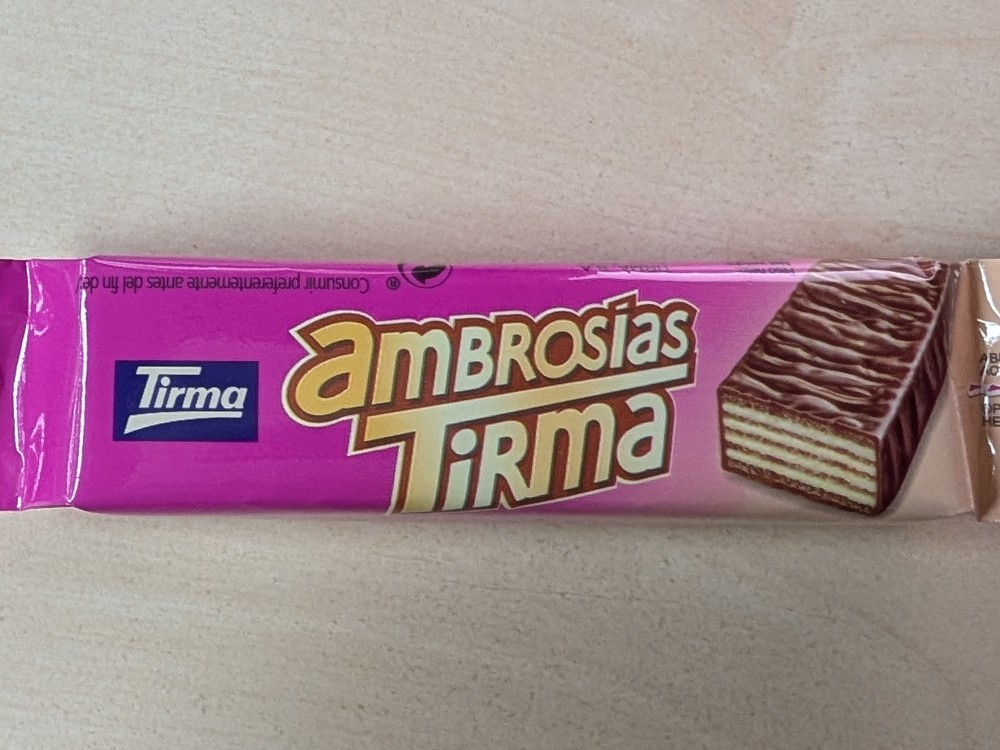 Consumir preferentemente antes del fin de:
®
Tirma
ambrosías
Tirma